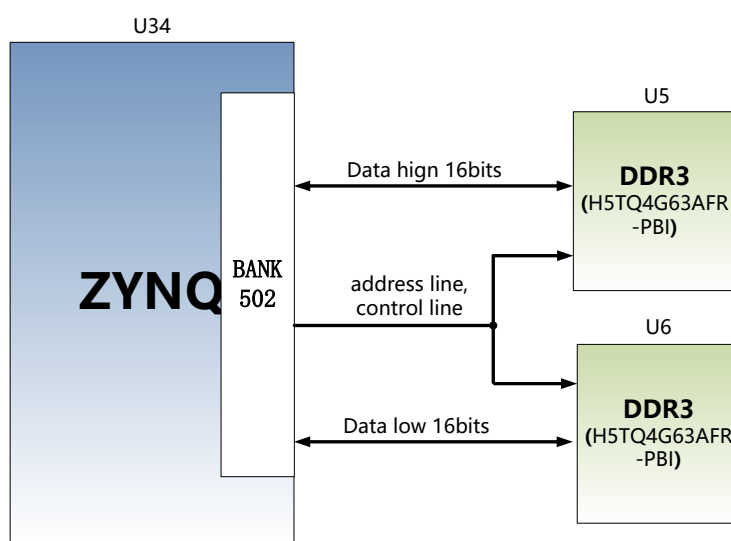 U34
ZYNQ
BANK
502
Data hign 16bits
address line,
control line
Data low 16bits
U5
DDR3
(H5TQ4G63AFR
-PBI)
U6
DDR3
(H5TQ4G63AFR
-PBI)